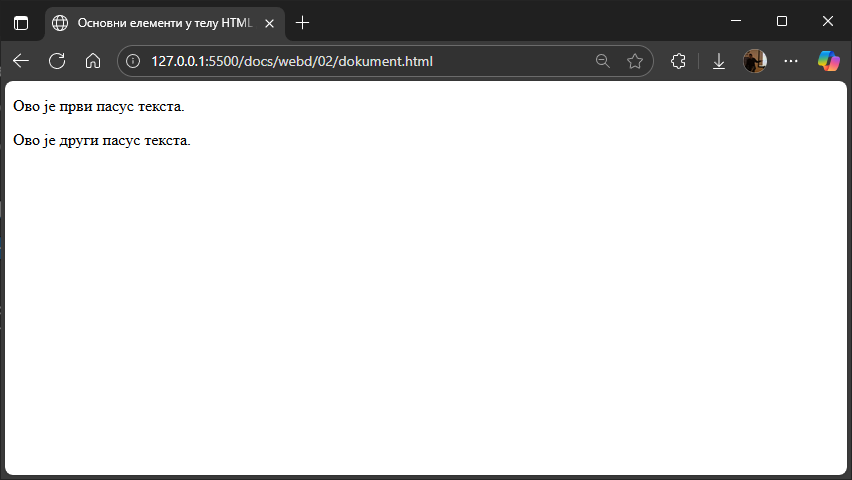 Основни елементи у телу HTML
127.0.0.1:5500/docs/webd/02/dokument.html
Ово је први пасус текста.
Ово је други пасус текста.